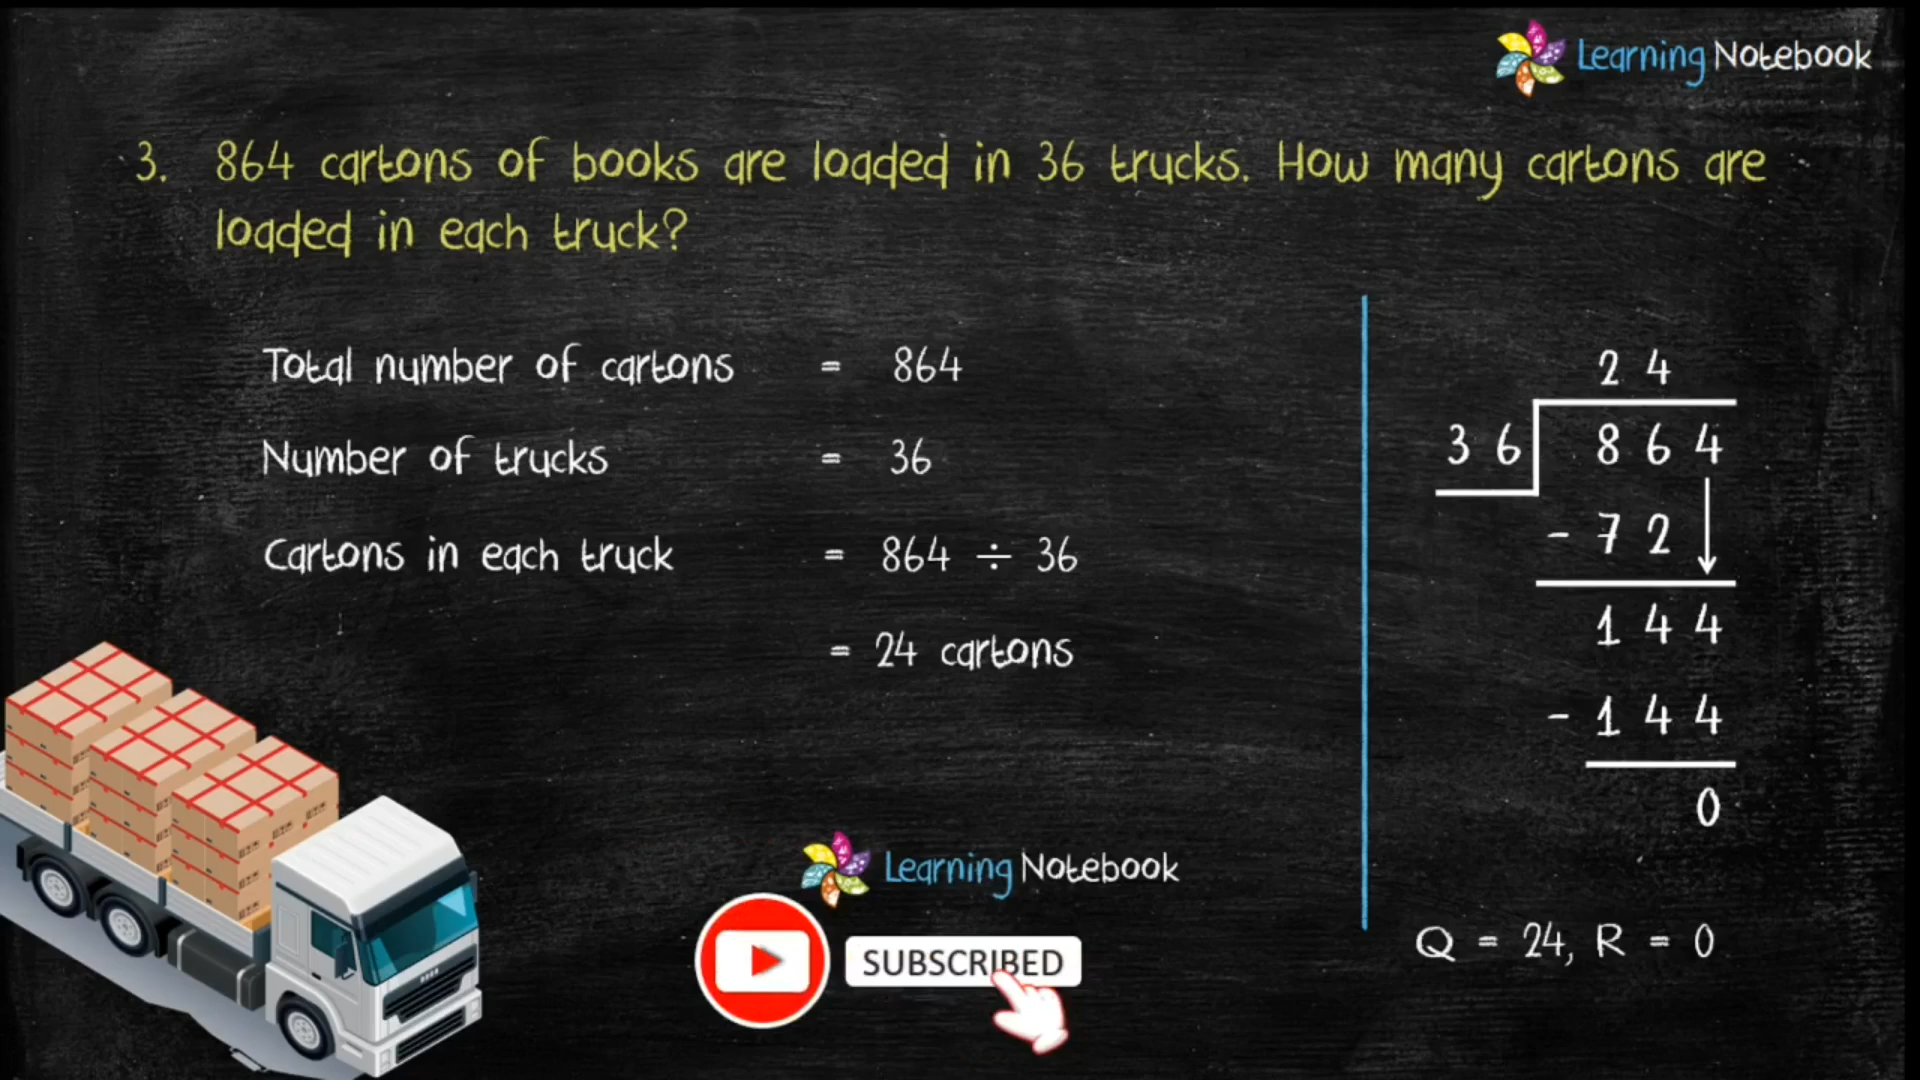 Learning Notebook
3. 864 cartons of books are loaded in 36 trucks. How many cartons are
loaded in each truck?
Total number of cartons = 864
Number of trucks = 36
Cartons in each truck = 864 ÷ 36
= 24 cartons
2 4
3 6 8 6 4
- 7 2
1 4 4
- 1 4 4
0
Q = 24, R = 0
Learning Notebook
SUBSCRIBED